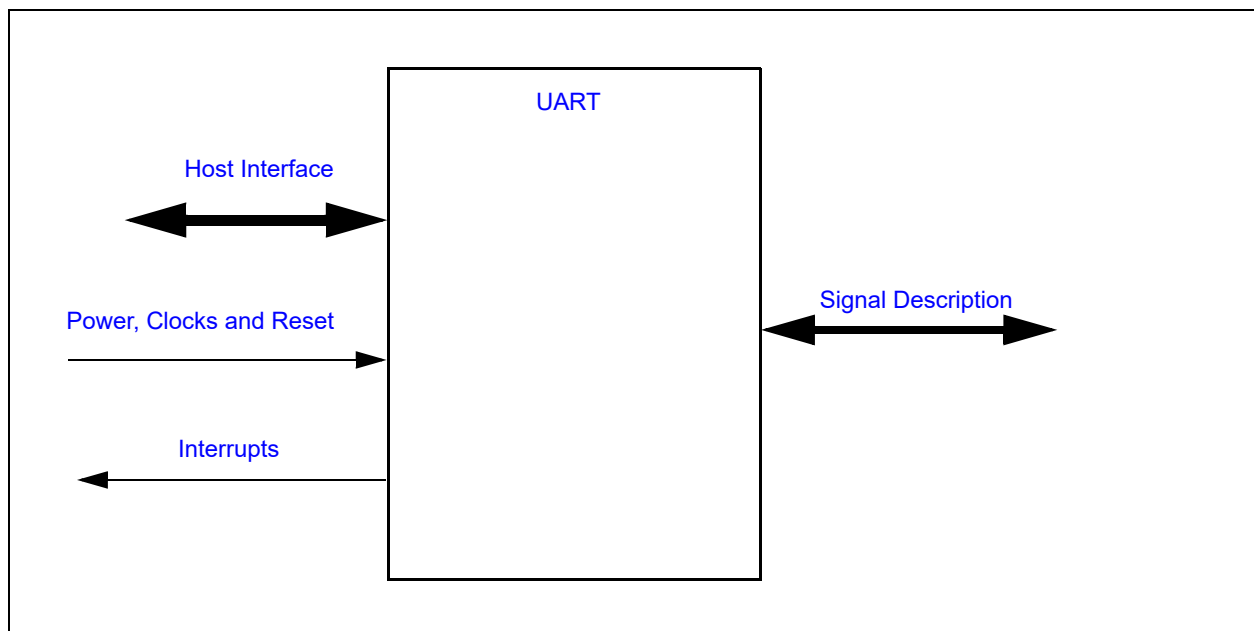 UART
Host Interface
Signal Description
Power, Clocks and Reset
Interrupts